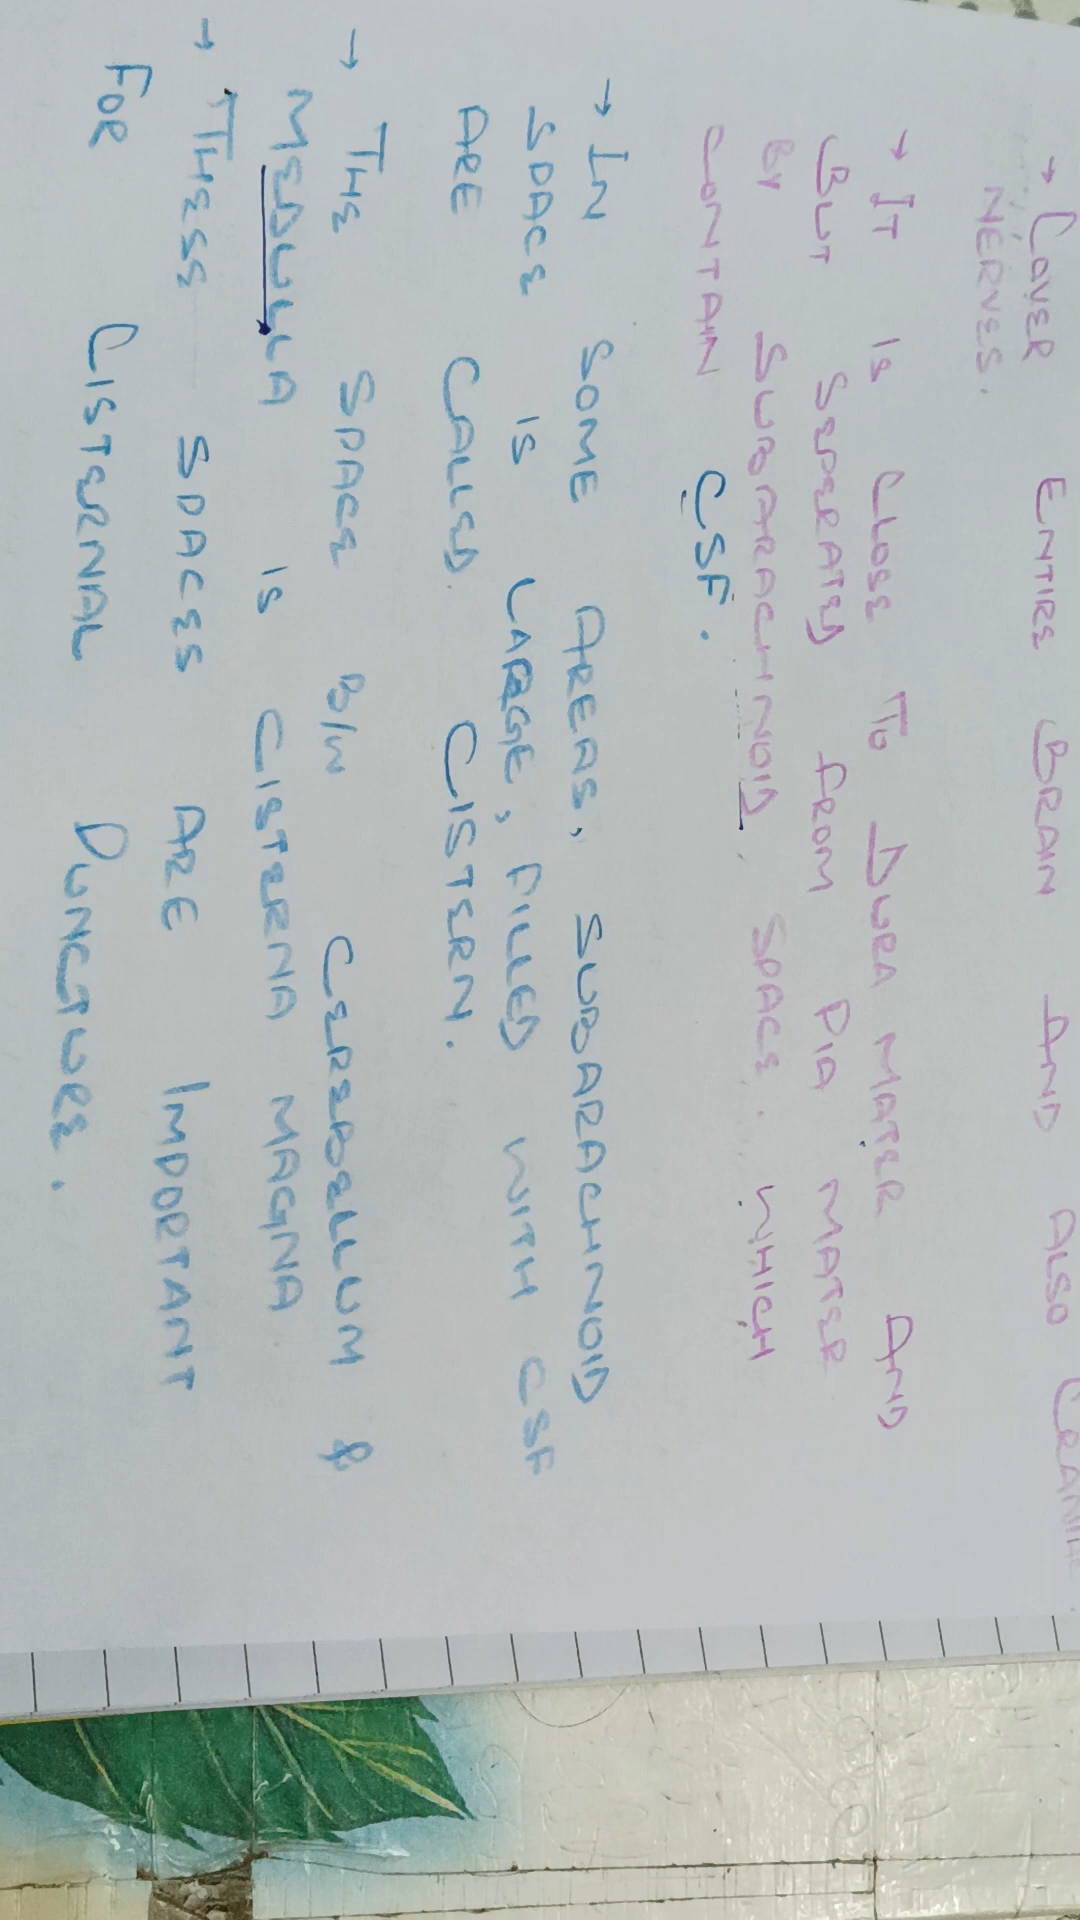 → COVER ENTIRE BRAIN AND ALSO CRANIAL
NERVES.
→ IT IS CLOSE TO DURA MATER AND
BUT SEPERATED FROM PIA MATER
BY SUBARACHNOID SPACE. WHICH
CONTAIN CSF.
→ IN SOME AREAS, SUBARACHNOID
SPACE IS LARGE, FILLED WITH CSF
ARE CALLED. CISTERN.
→ THE SPACE B/W CEREBELLUM &
MEDULLA IS CISTERNA MAGNA
→ THESS SPACES ARE IMPORTANT
FOR CISTERNAL PUNCTURE.